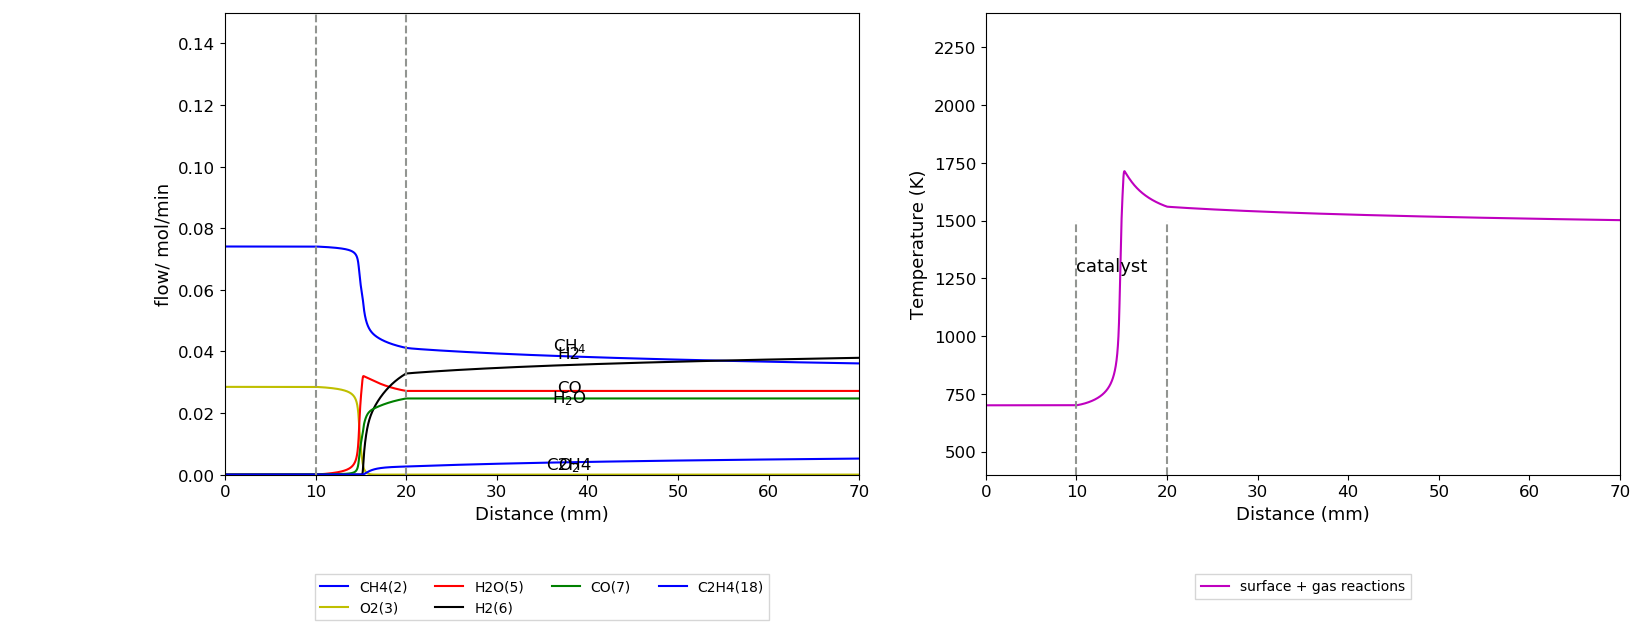 0.14
0.12
0.10
0.08
0.06
0.04
0.02
0.00
flow/ mol/min
0 10 20 30 40 50 60 70
Distance (mm)
CH₄
H2
CO
H₂O
C2H4
O₂
CH4(2) H2O(5) CO(7) C2H4(18)
O2(3) H2(6)
2250
2000
1750
1500
1250
1000
750
500
Temperature (K)
catalyst
0 10 20 30 40 50 60 70
Distance (mm)
surface + gas reactions